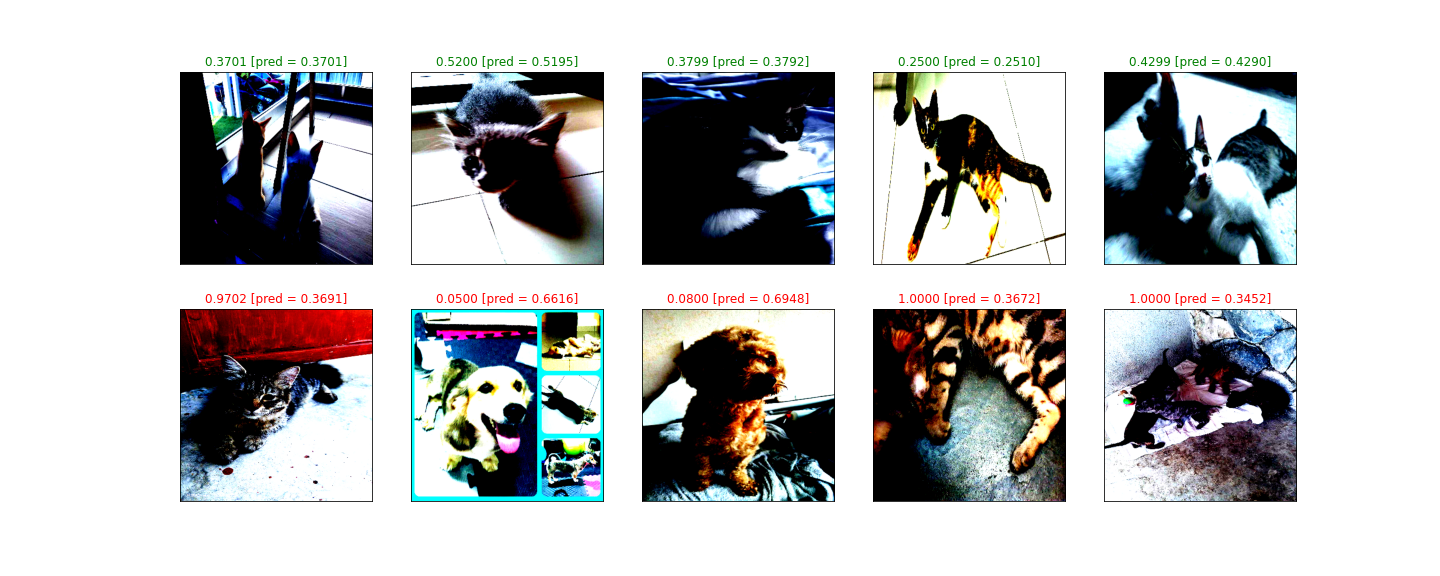 0.3701 [pred = 0.3701]
0.5200 [pred = 0.5195]
0.3799 [pred = 0.3792]
0.2500 [pred = 0.2510]
0.4299 [pred = 0.4290]
0.9702 [pred = 0.3691]
0.0500 [pred = 0.6616]
0.0800 [pred = 0.6948]
1.0000 [pred = 0.3672]
1.0000 [pred = 0.3452]